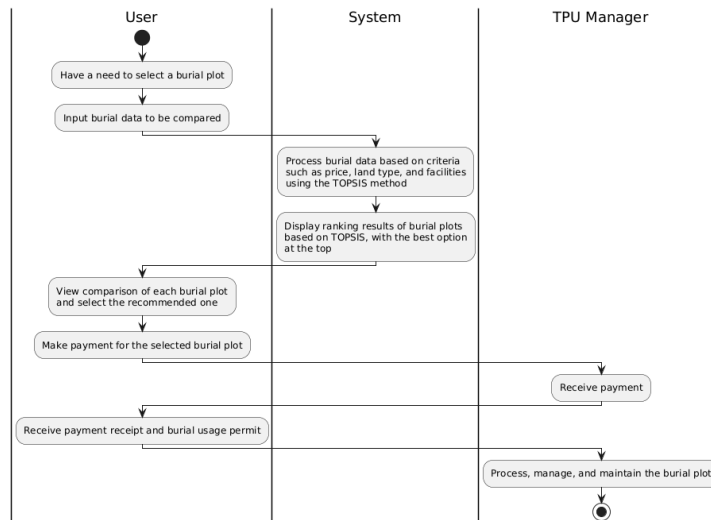 User
System
TPU Manager
Have a need to select a burial plot
Input burial data to be compared
Process burial data based on criteria
such as price, land type, and facilities
using the TOPSIS method
Display ranking results of burial plots
based on TOPSIS, with the best option
at the top
View comparison of each burial plot
and select the recommended one
Make payment for the selected burial plot
Receive payment
Receive payment receipt and burial usage permit
Process, manage, and maintain the burial plot